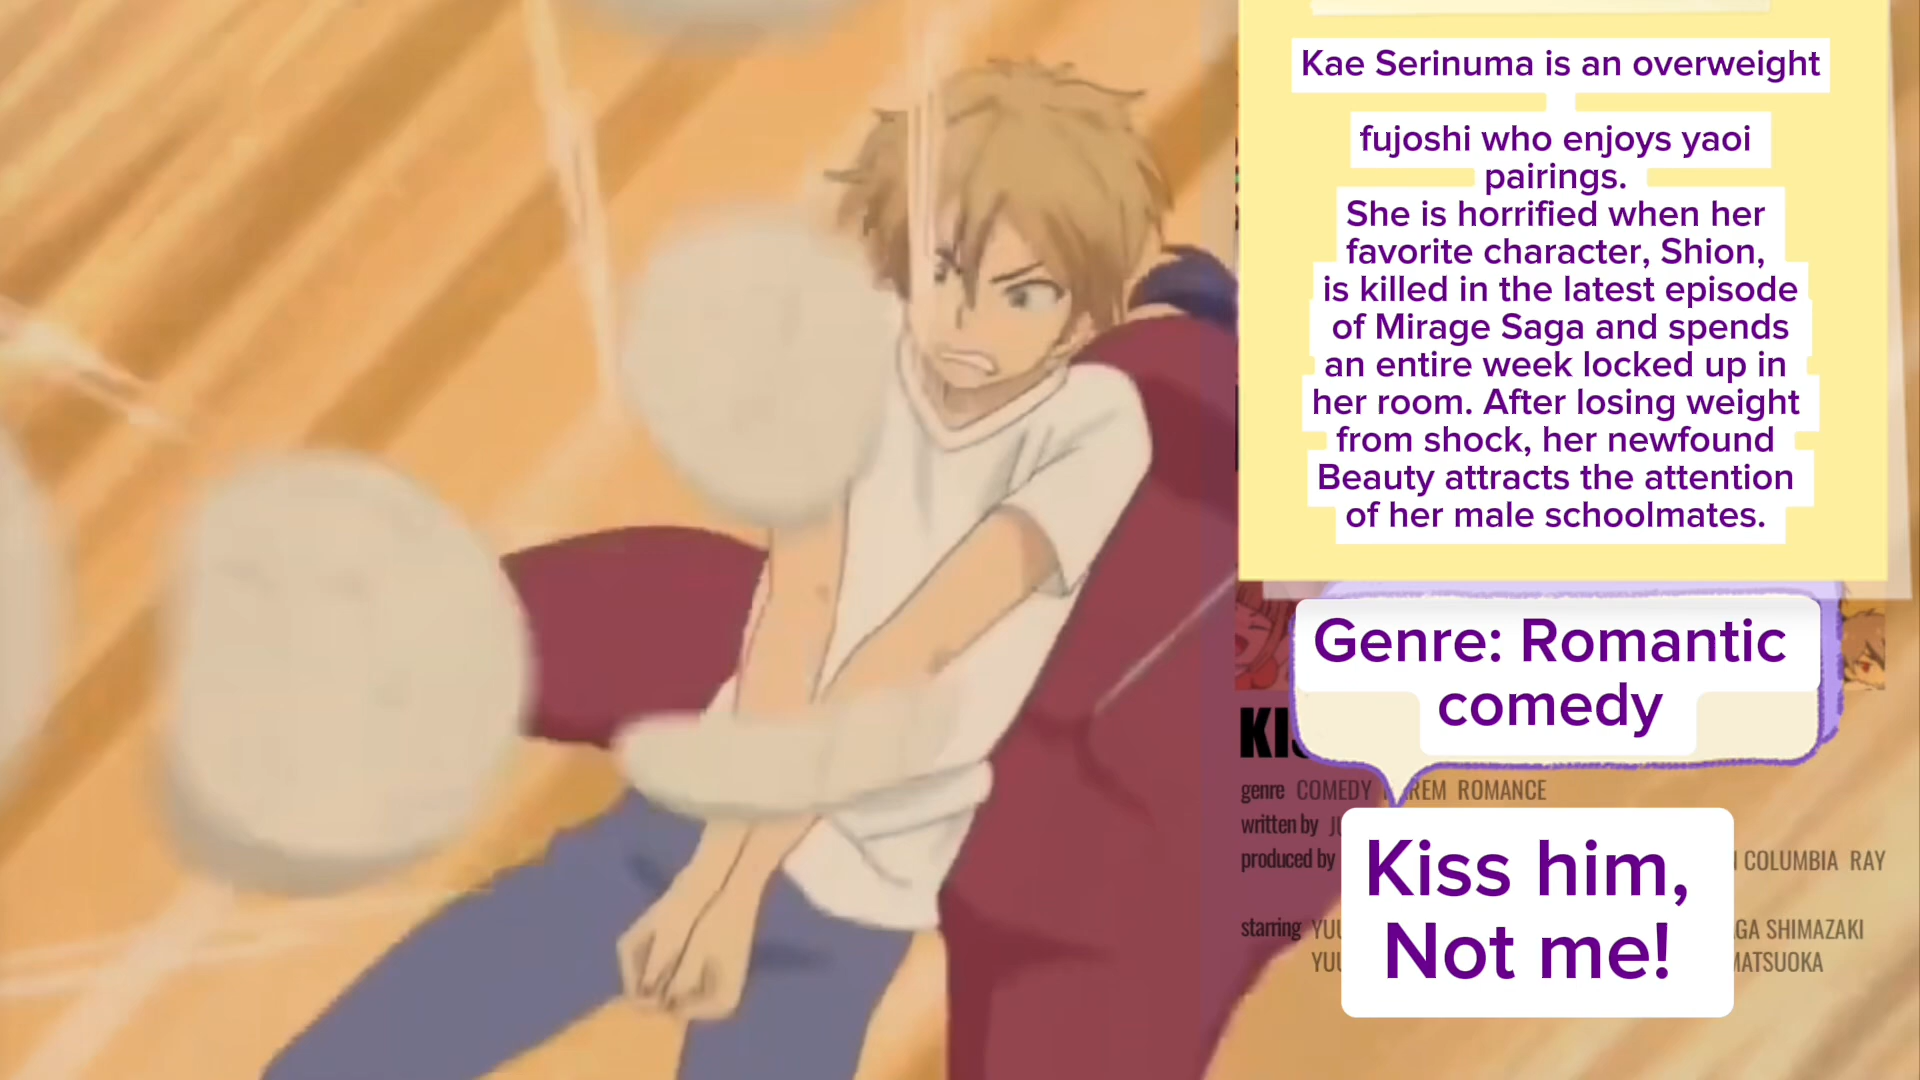 Kae Serinuma is an overweight
fujoshi who enjoys yaoi
pairings.
She is horrified when her
favorite character, Shion,
is killed in the latest episode
of Mirage Saga and spends
an entire week locked up in
her room. After losing weight
from shock, her newfound
Beauty attracts the attention
of her male schoolmates.
Genre: Romantic
comedy
genre COMEDY ROMANCE
written by
produced by COLUMBIA RAY
Kiss him,
Not me!
starring SHIMAZAKI